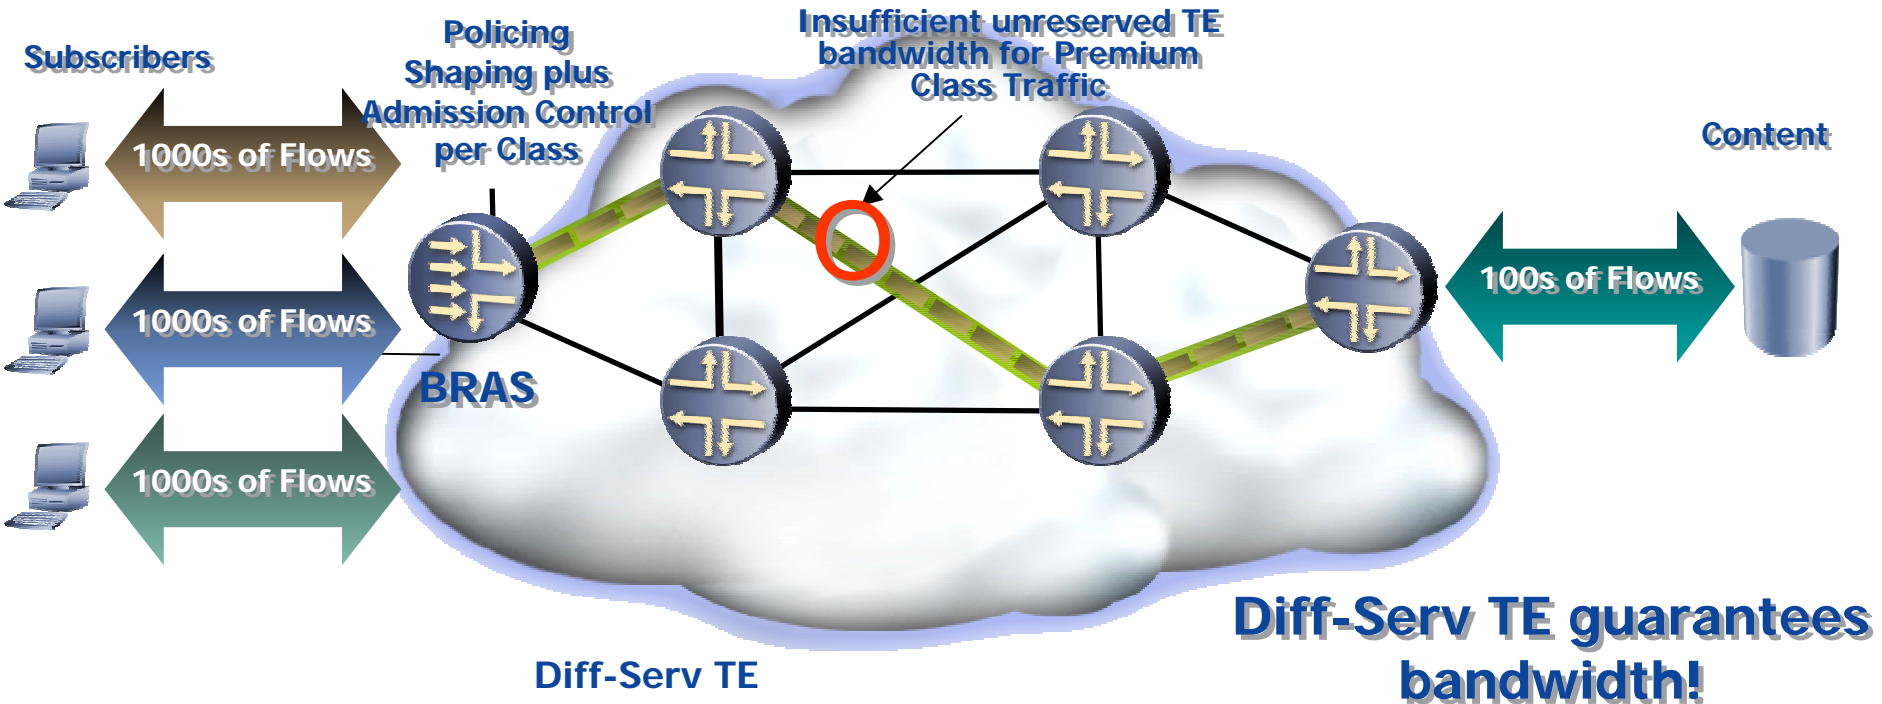 Subscribers
Policing
Shaping plus
Admission Control
per Class
Insufficient unreserved TE
bandwidth for Premium
Class Traffic
Content
1000s of Flows
1000s of Flows
1000s of Flows
100s of Flows
BRAS
Diff-Serv TE
Diff-Serv TE guarantees
bandwidth!